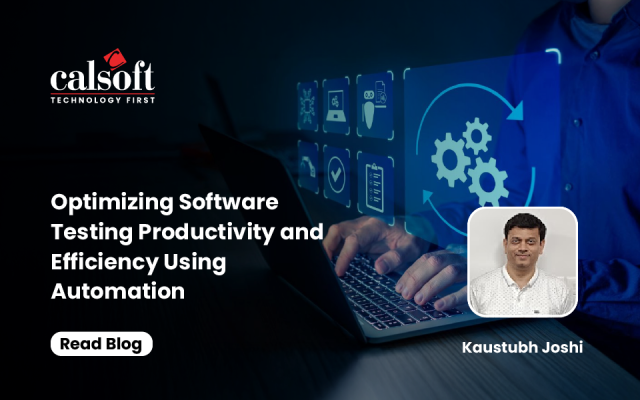 calsoft
TECHNOLOGY FIRST
Optimizing Software
Testing Productivity and
Efficiency Using
Automation
Read Blog
Kaustubh Joshi